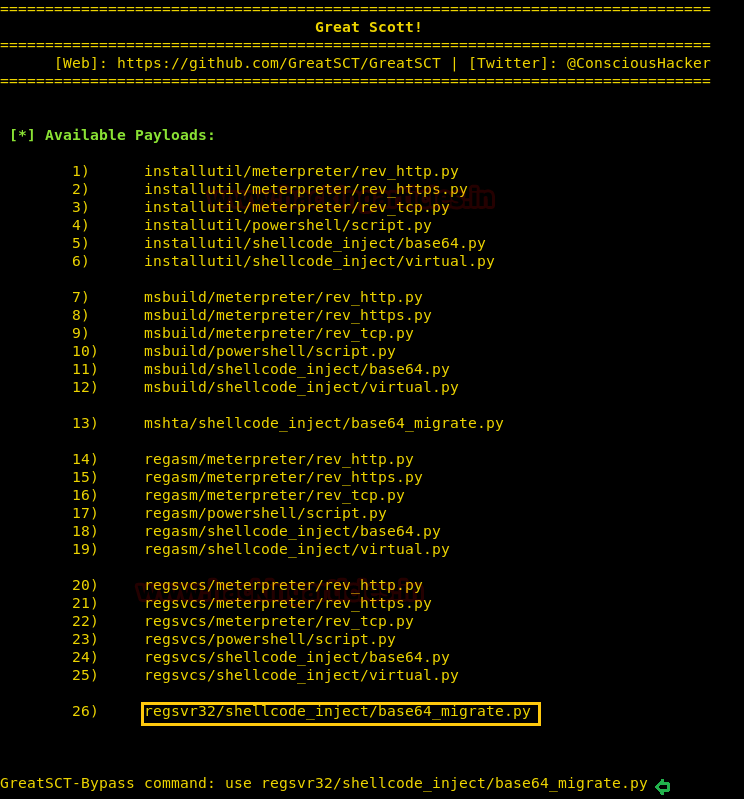 ===============================================================================
Great Scott!
===============================================================================
[Web]: https://github.com/GreatSCT/GreatSCT | [Twitter]: @ConsciousHacker
===============================================================================
[*] Available Payloads:
1) installutil/meterpreter/rev_http.py
2) installutil/meterpreter/rev_https.py
3) installutil/meterpreter/rev_tcp.py
4) installutil/powershell/script.py
5) installutil/shellcode_inject/base64.py
6) installutil/shellcode_inject/virtual.py
7) msbuild/meterpreter/rev_http.py
8) msbuild/meterpreter/rev_https.py
9) msbuild/meterpreter/rev_tcp.py
10) msbuild/powershell/script.py
11) msbuild/shellcode_inject/base64.py
12) msbuild/shellcode_inject/virtual.py
13) mshta/shellcode_inject/base64_migrate.py
14) regasm/meterpreter/rev_http.py
15) regasm/meterpreter/rev_https.py
16) regasm/meterpreter/rev_tcp.py
17) regasm/powershell/script.py
18) regasm/shellcode_inject/base64.py
19) regasm/shellcode_inject/virtual.py
20) regsvcs/meterpreter/rev_http.py
21) regsvcs/meterpreter/rev_https.py
22) regsvcs/meterpreter/rev_tcp.py
23) regsvcs/powershell/script.py
24) regsvcs/shellcode_inject/base64.py
25) regsvcs/shellcode_inject/virtual.py
26) regsvr32/shellcode_inject/base64_migrate.py
GreatSCT-Bypass command: use regsvr32/shellcode_inject/base64_migrate.py